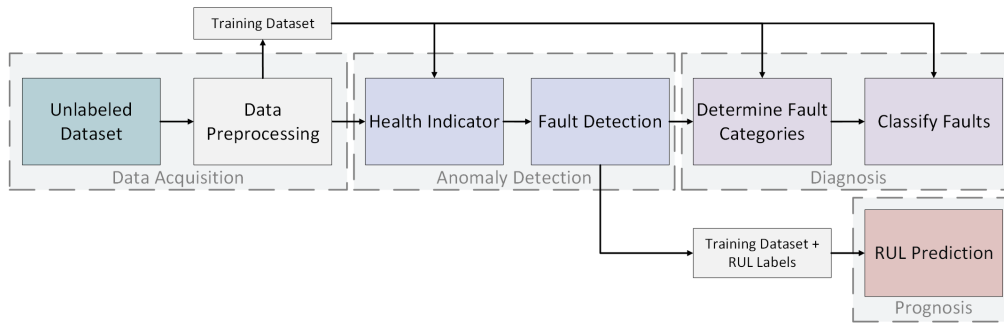 Training Dataset
Unlabeled
Dataset
Data
Preprocessing
Health Indicator
Fault Detection
Determine Fault
Categories
Classify Faults
Data Acquisition
Anomaly Detection
Diagnosis
Training Dataset +
RUL Labels
RUL Prediction
Prognosis